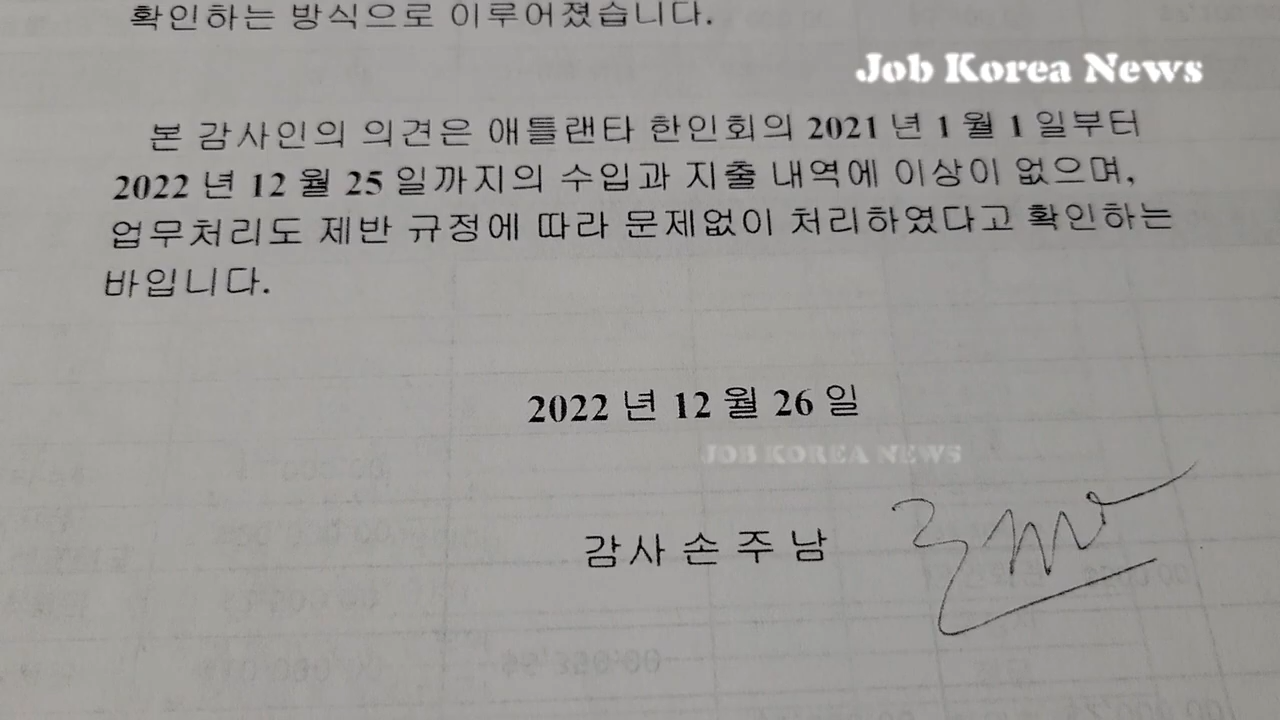 확인하는 방식으로 이루어졌습니다.
Job Korea News
본 감사인의 의견은 애틀랜타 한인회의 2021 년 1 월 1 일부터
2022 년 12 월 25 일까지의 수입과 지출 내역에 이상이 없으며,
업무처리도 제반 규정에 따라 문제없이 처리하였다고 확인하는
바입니다.
2022 년 12 월 26 일
JOB KOREA NEWS
감사 손 주 남